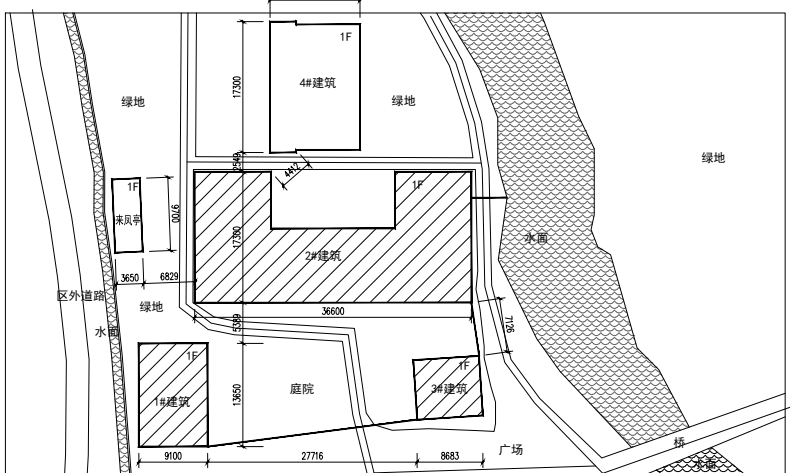 1F
4#建筑
17300
绿地
绿地
绿地
2549
4412
1F
1F
来凤亭
9700
17300
2#建筑
水面
3650
6829
区外道路
绿地
36600
水面
5389
7126
1F
1F
1#建筑
13650
庭院
3#建筑
9100
27716
8683
广场
桥
水面